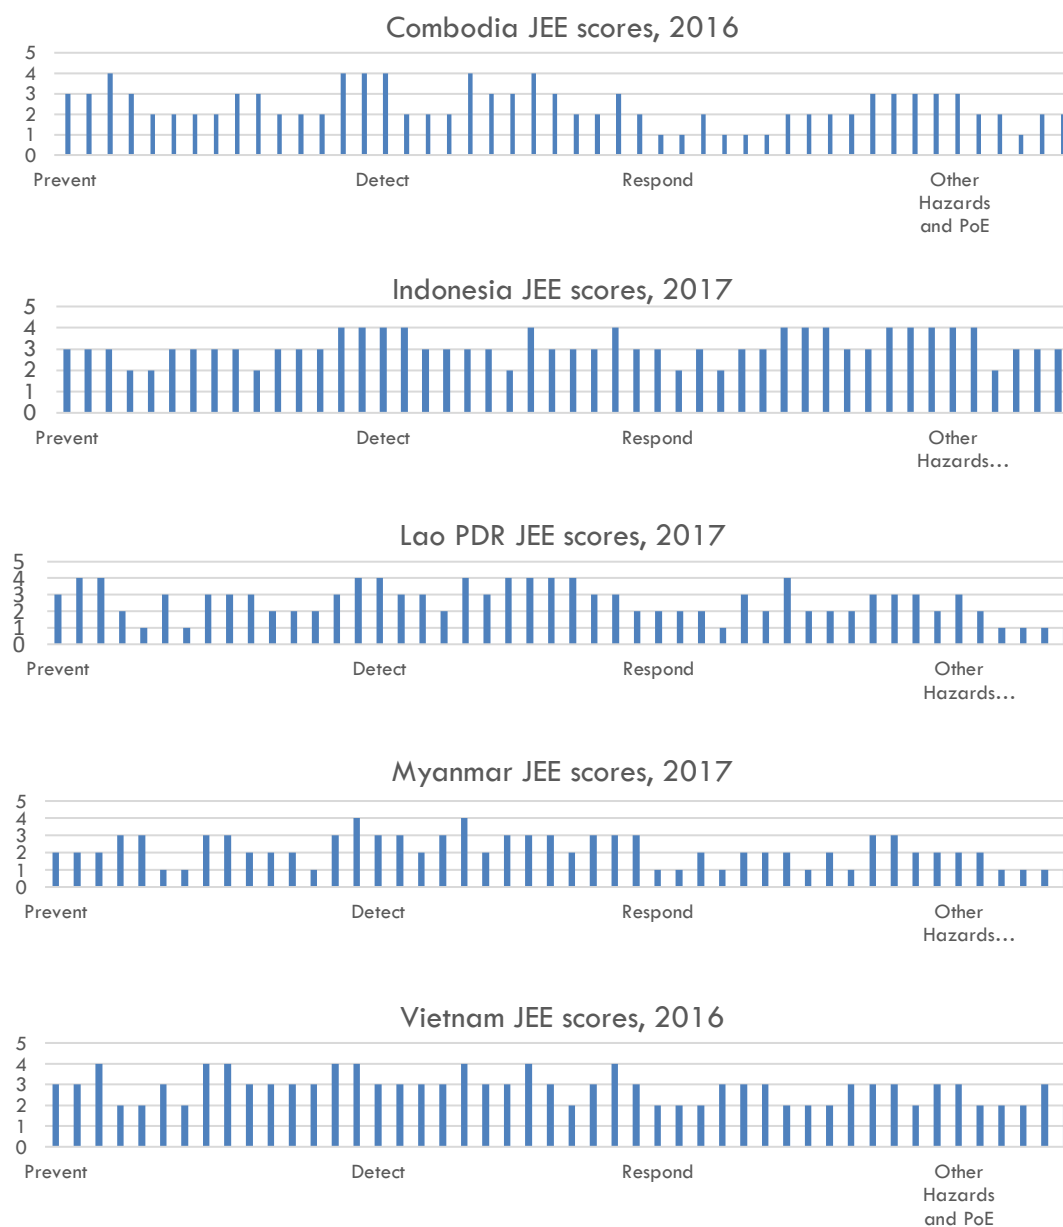 Combodia JEE scores, 2016
5
4
3
2
1
0
Prevent Detect Respond Other
Hazards
and PoE
Indonesia JEE scores, 2017
5
4
3
2
1
0
Prevent Detect Respond Other
Hazards...
Lao PDR JEE scores, 2017
5
4
3
2
1
0
Prevent Detect Respond Other
Hazards...
Myanmar JEE scores, 2017
5
4
3
2
1
0
Prevent Detect Respond Other
Hazards...
Vietnam JEE scores, 2016
5
4
3
2
1
0
Prevent Detect Respond Other
Hazards
and PoE